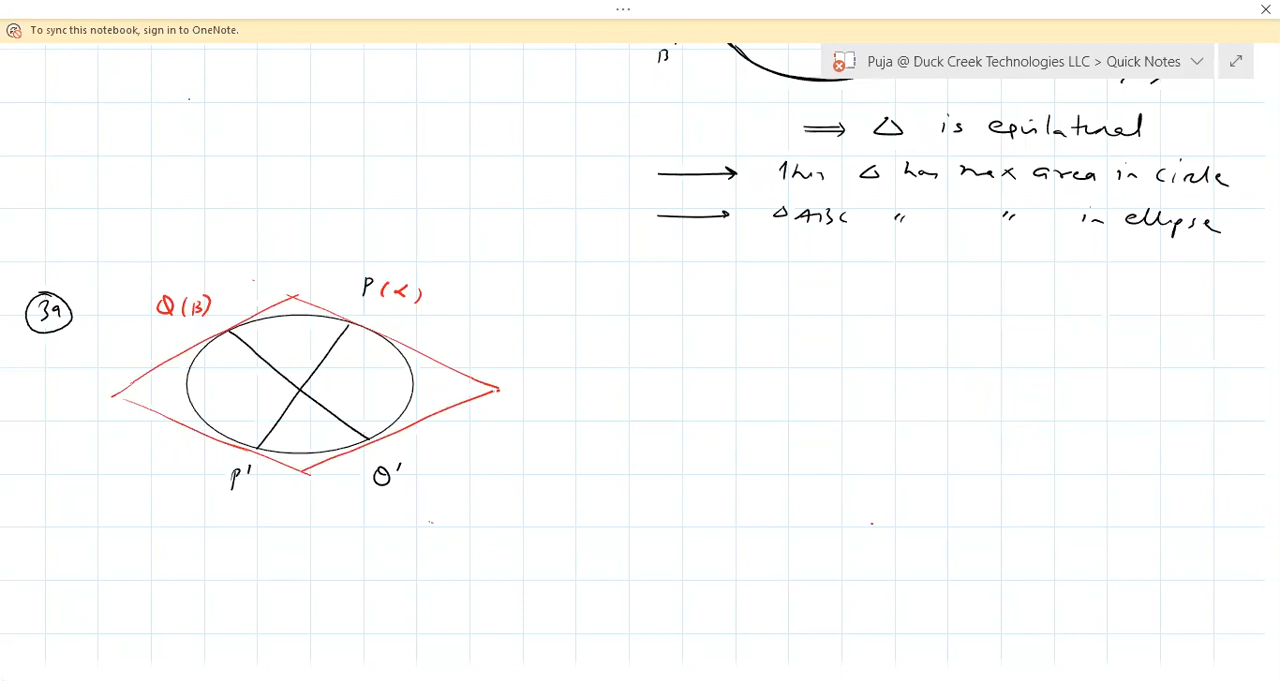 To sync this notebook, sign in to OneNote.
B
Puja @ Duck Creek Technologies LLC > Quick Notes
⟹ △ is equilateral
⟶ This △ has max area in circle
⟶ △ ABC " " in ellipse
39
Q(β) P(α)
P' Q'